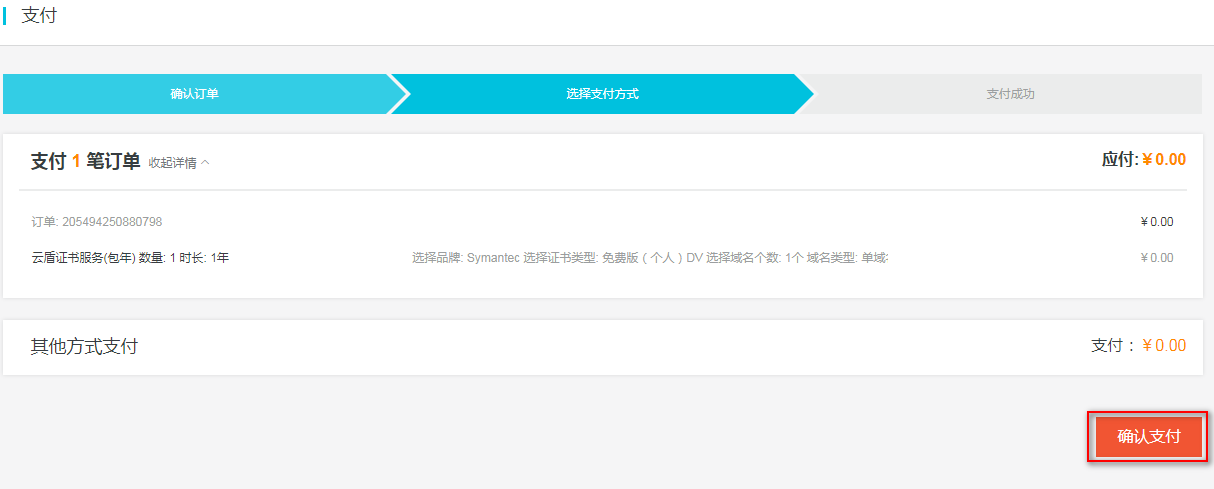 支付
确认订单
选择支付方式
支付成功
支付 1 笔订单 收起详情
应付: ¥ 0.00
订单: 205494250880798
¥ 0.00
云盾证书服务(包年) 数量: 1 时长: 1年
选择品牌: Symantec 选择证书类型: 免费版 ( 个人 ) DV 选择域名个数: 1个 域名类型: 单域
¥ 0.00
其他方式支付
支付： ¥ 0.00
确认支付